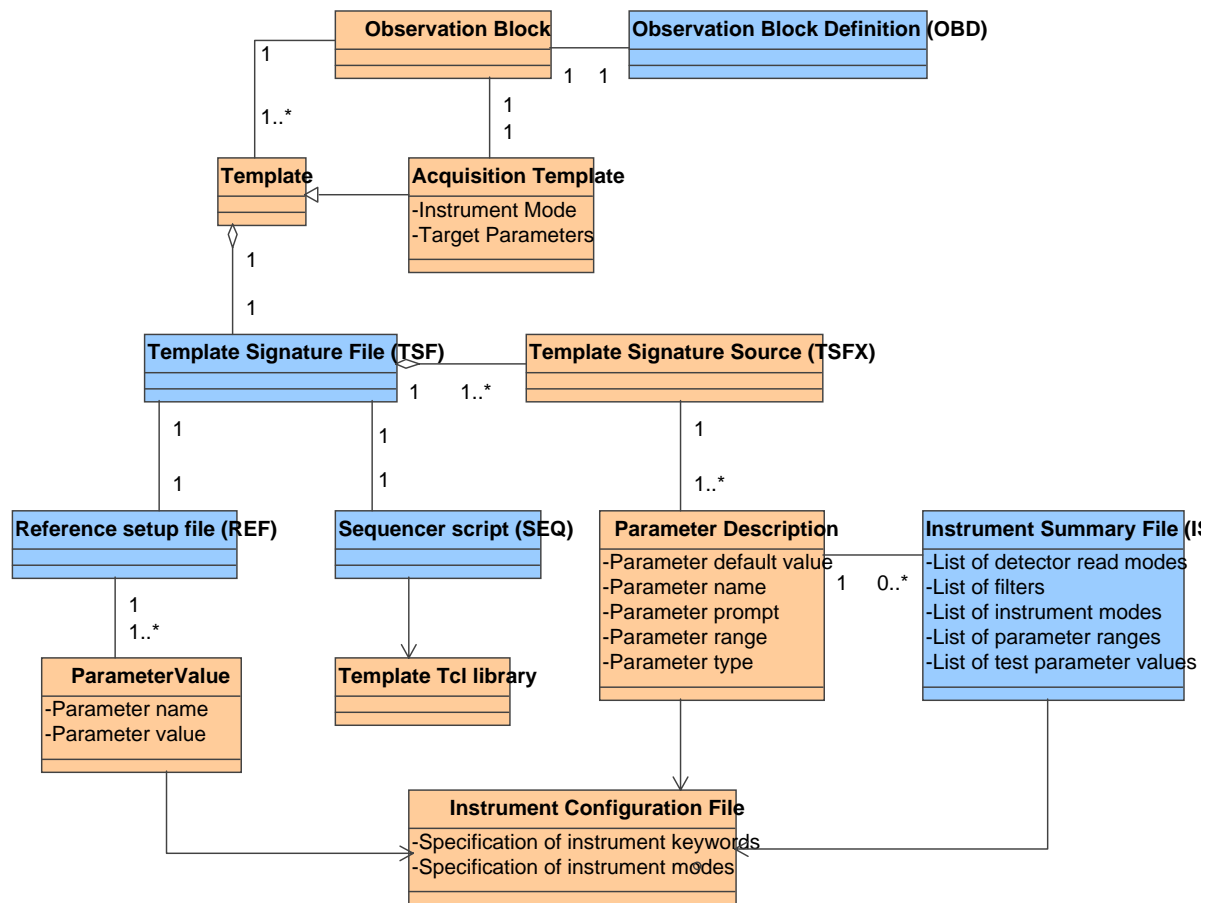 Observation Block
Observation Block Definition (OBD)
1
1 1
1
1..*
1
Template
Acquisition Template
-Instrument Mode
-Target Parameters
1
1
Template Signature File (TSF)
Template Signature Source (TSFX)
1 1..*
1
1
1
1
1
1..*
Reference setup file (REF)
Sequencer script (SEQ)
Parameter Description
-Parameter default value
-Parameter name
-Parameter prompt
-Parameter range
-Parameter type
1 0..*
Instrument Summary File (IS
-List of detector read modes
-List of filters
-List of instrument modes
-List of parameter ranges
-List of test parameter values
1
1..*
ParameterValue
-Parameter name
-Parameter value
Template Tcl library
Instrument Configuration File
-Specification of instrument keywords
-Specification of instrument modes